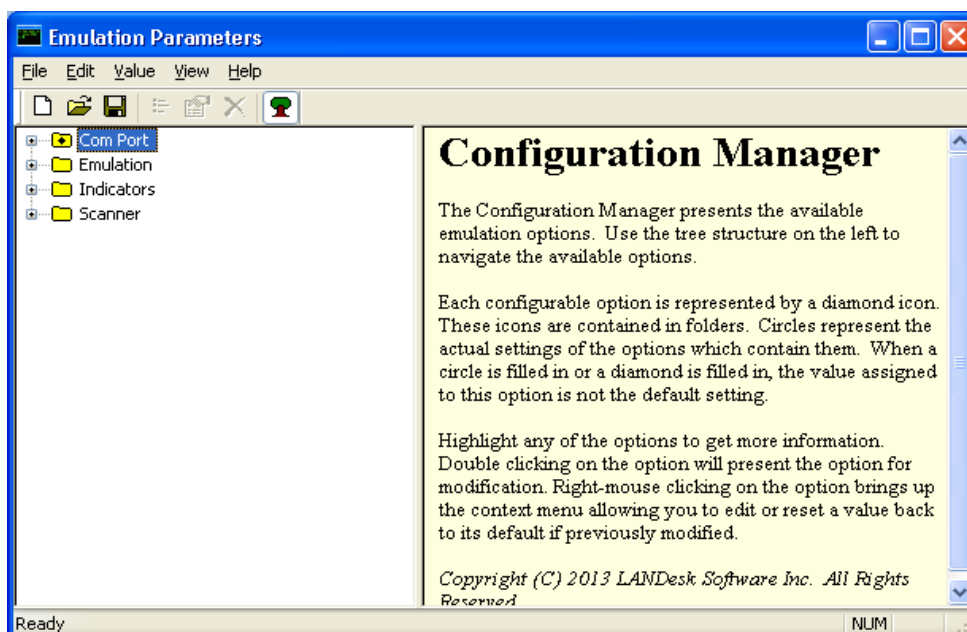 Emulation Parameters
File Edit Value View Help
Com Port
Emulation
Indicators
Scanner
Configuration Manager
The Configuration Manager presents the available
emulation options. Use the tree structure on the left to
navigate the available options.
Each configurable option is represented by a diamond icon.
These icons are contained in folders. Circles represent the
actual settings of the options which contain them. When a
circle is filled in or a diamond is filled in, the value assigned
to this option is not the default setting.
Highlight any of the options to get more information.
Double clicking on the option will present the option for
modification. Right-mouse clicking on the option brings up
the context menu allowing you to edit or reset a value back
to its default if previously modified.
Copyright (C) 2013 LANDesk Software Inc. All Rights
Reserved
Ready NUM